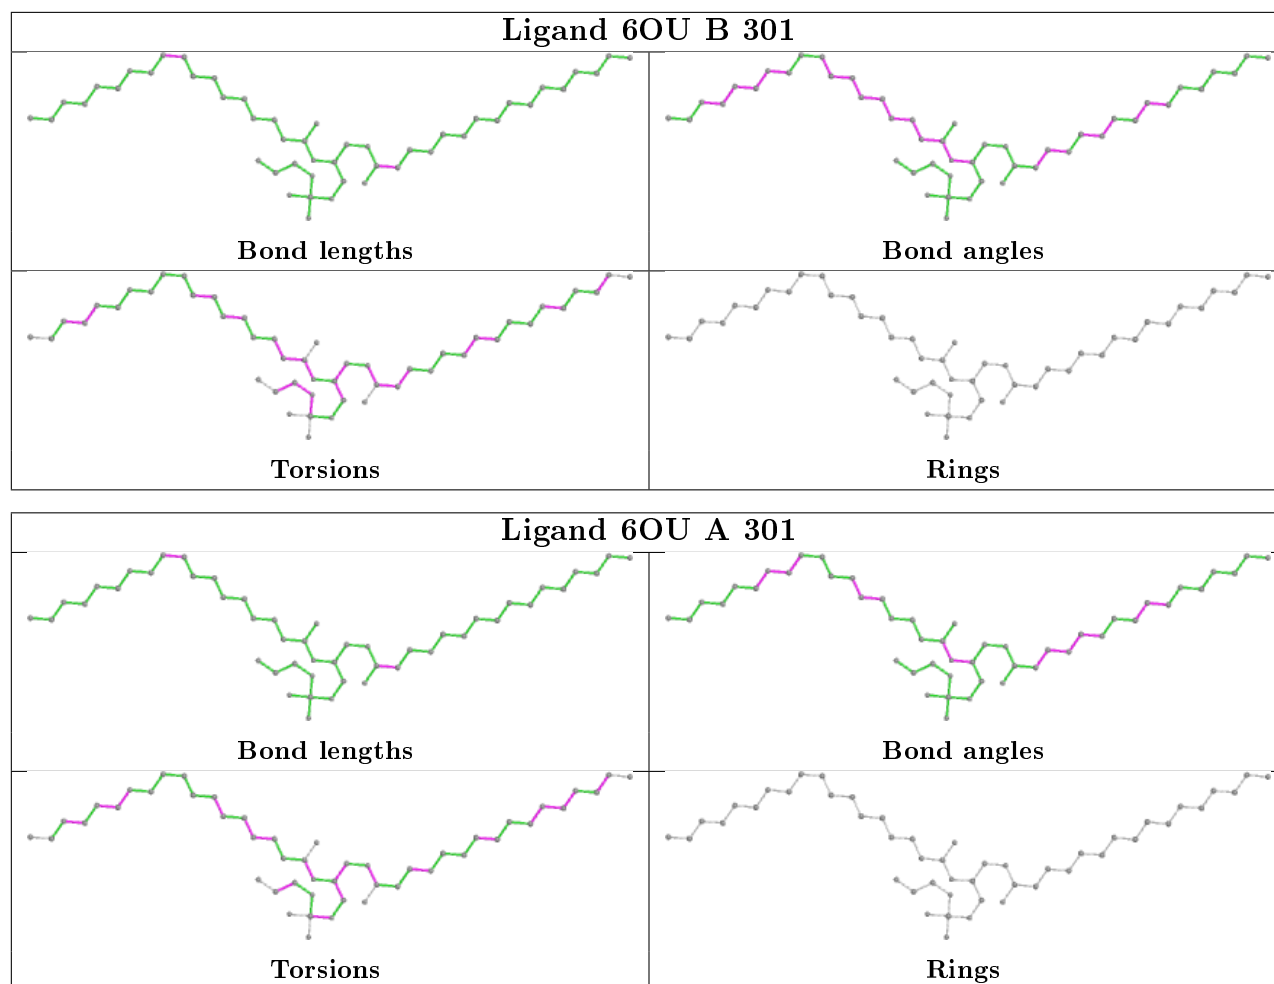 Ligand 6OU B 301
Bond lengths
Bond angles
Torsions
Rings
Ligand 6OU A 301
Bond lengths
Bond angles
Torsions
Rings